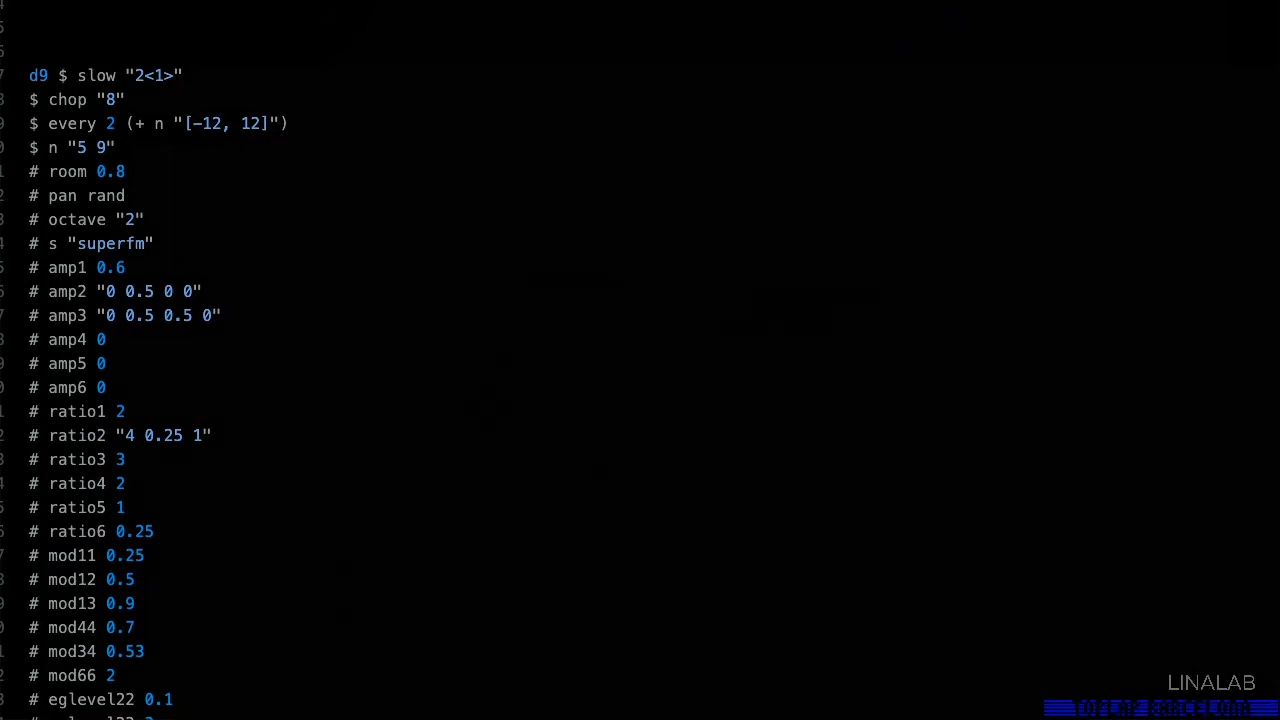 d9 $ slow "2<1>"
$ chop "8"
$ every 2 (+ n "[-12, 12]")
$ n "5 9"
# room 0.8
# pan rand
# octave "2"
# s "superfm"
# amp1 0.6
# amp2 "0 0.5 0 0"
# amp3 "0 0.5 0.5 0"
# amp4 0
# amp5 0
# amp6 0
# ratio1 2
# ratio2 "4 0.25 1"
# ratio3 3
# ratio4 2
# ratio5 1
# ratio6 0.25
# mod11 0.25
# mod12 0.5
# mod13 0.9
# mod44 0.7
# mod34 0.53
# mod66 2
# eglevel22 0.1
LINALAB
TOPLAP BARCELONA